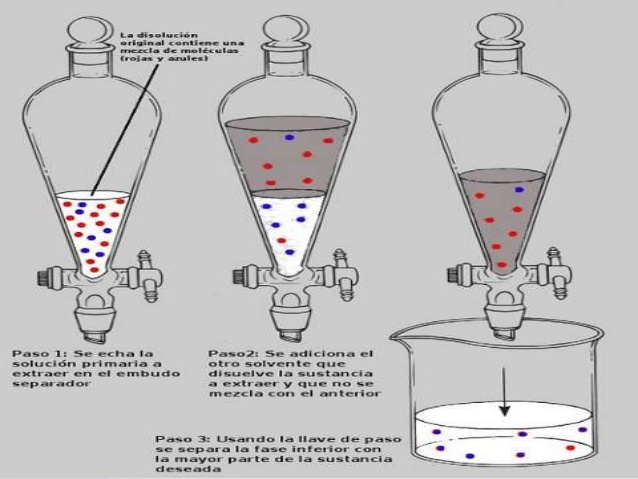 La disolución
original contiene una
mezcla de moléculas
(rojas y azules)
Paso 1: Se echa la
solución primaria a
extraer en el embudo
separador
Paso2: Se adiciona el
otro solvente que
disuelve la sustancia
a extraer y que no se
mezcla con el anterior
Paso 3: Usando la llave de paso
se separa la fase inferior con
la mayor parte de la sustancia
deseada